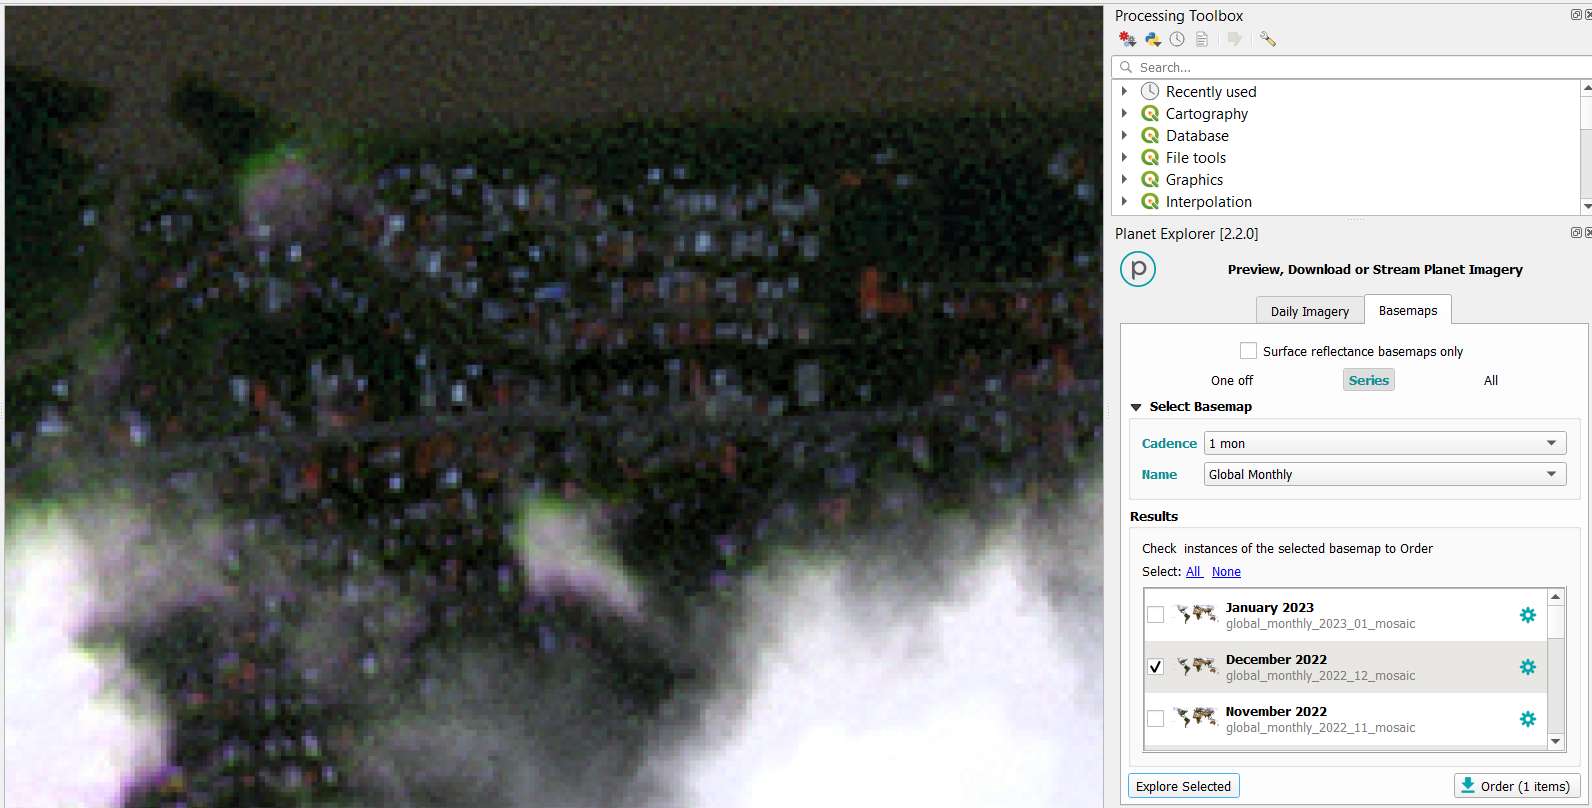 Processing Toolbox
Search...
Recently used
Cartography
Database
File tools
Graphics
Interpolation
Planet Explorer [2.2.0]
p
Preview, Download or Stream Planet Imagery
Daily Imagery
Basemaps
Surface reflectance basemaps only
One off
Series
All
Select Basemap
Cadence
1 mon
Name
Global Monthly
Results
Check instances of the selected basemap to Order
Select: All None
January 2023
global_monthly_2023_01_mosaic
December 2022
global_monthly_2022_12_mosaic
November 2022
global_monthly_2022_11_mosaic
Explore Selected
Order (1 items)